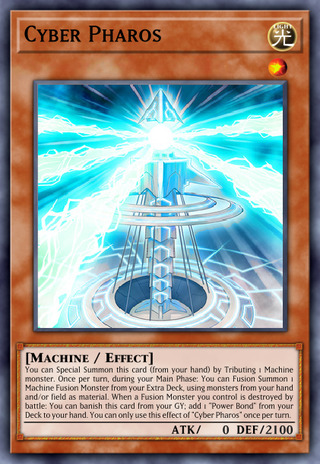 Cyber Pharos
LIGHT
光
[Machine / Effect]
You can Special Summon this card (from your hand) by Tributing 1 Machine
monster. Once per turn, during your Main Phase: You can Fusion Summon 1
Machine Fusion Monster from your Extra Deck, using monsters from your hand
and/or field as material. When a Fusion Monster you control is destroyed by
battle: You can banish this card from your GY; add 1 "Power Bond" from your
Deck to your hand. You can only use this effect of "Cyber Pharos" once per turn.
ATK/ 0 DEF/2100